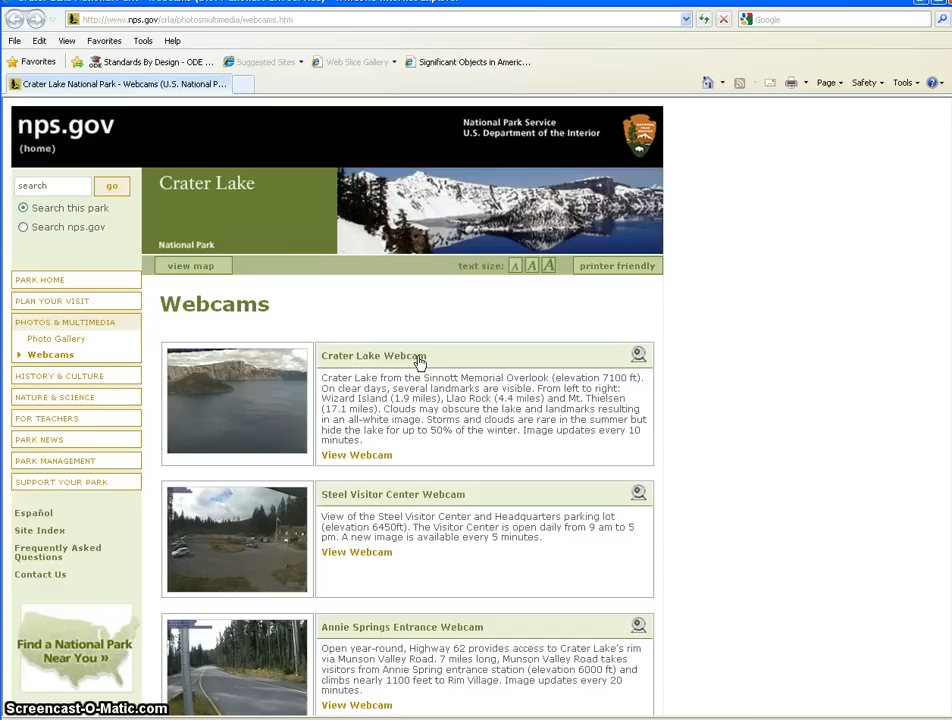 http://www.nps.gov/crla/photosmultimedia/webcams.htm
Google
File Edit View Favorites Tools Help
Favorites Standards By Design - ODE ... Suggested Sites Web Slice Gallery Significant Objects in Americ...
Crater Lake National Park - Webcams (U.S. National P... Page Safety Tools
nps.gov
(home)
National Park Service
U.S. Department of the Interior
search go
Search this park
Search nps.gov
Crater Lake
National Park
view map text size: A A A printer friendly
PARK HOME
PLAN YOUR VISIT
PHOTOS & MULTIMEDIA
Photo Gallery
Webcams
HISTORY & CULTURE
NATURE & SCIENCE
FOR TEACHERS
PARK NEWS
PARK MANAGEMENT
SUPPORT YOUR PARK
Español
Site Index
Frequently Asked
Questions
Contact Us
Find a National Park
Near You »
Webcams
Crater Lake Webcam
Crater Lake from the Sinnott Memorial Overlook (elevation 7100 ft).
On clear days, several landmarks are visible. From left to right:
Wizard Island (1.9 miles), Llao Rock (4.4 miles) and Mt. Thielsen
(17.1 miles). Clouds may obscure the lake and landmarks resulting
in an all-white image. Storms and clouds are rare in the summer but
hide the lake for up to 50% of the winter. Image updates every 10
minutes.
View Webcam
Steel Visitor Center Webcam
View of the Steel Visitor Center and Headquarters parking lot
(elevation 6450ft). The Visitor Center is open daily from 9 am to 5
pm. A new image is available every 5 minutes.
View Webcam
Annie Springs Entrance Webcam
Open year-round, Highway 62 provides access to Crater Lake's rim
via Munson Valley Road. 7 miles long, Munson Valley Road takes
visitors from Annie Spring entrance station (elevation 6000 ft) and
climbs nearly 1100 feet to Rim Village. Image updates every 20
minutes.
View Webcam
Screencast-O-Matic.com